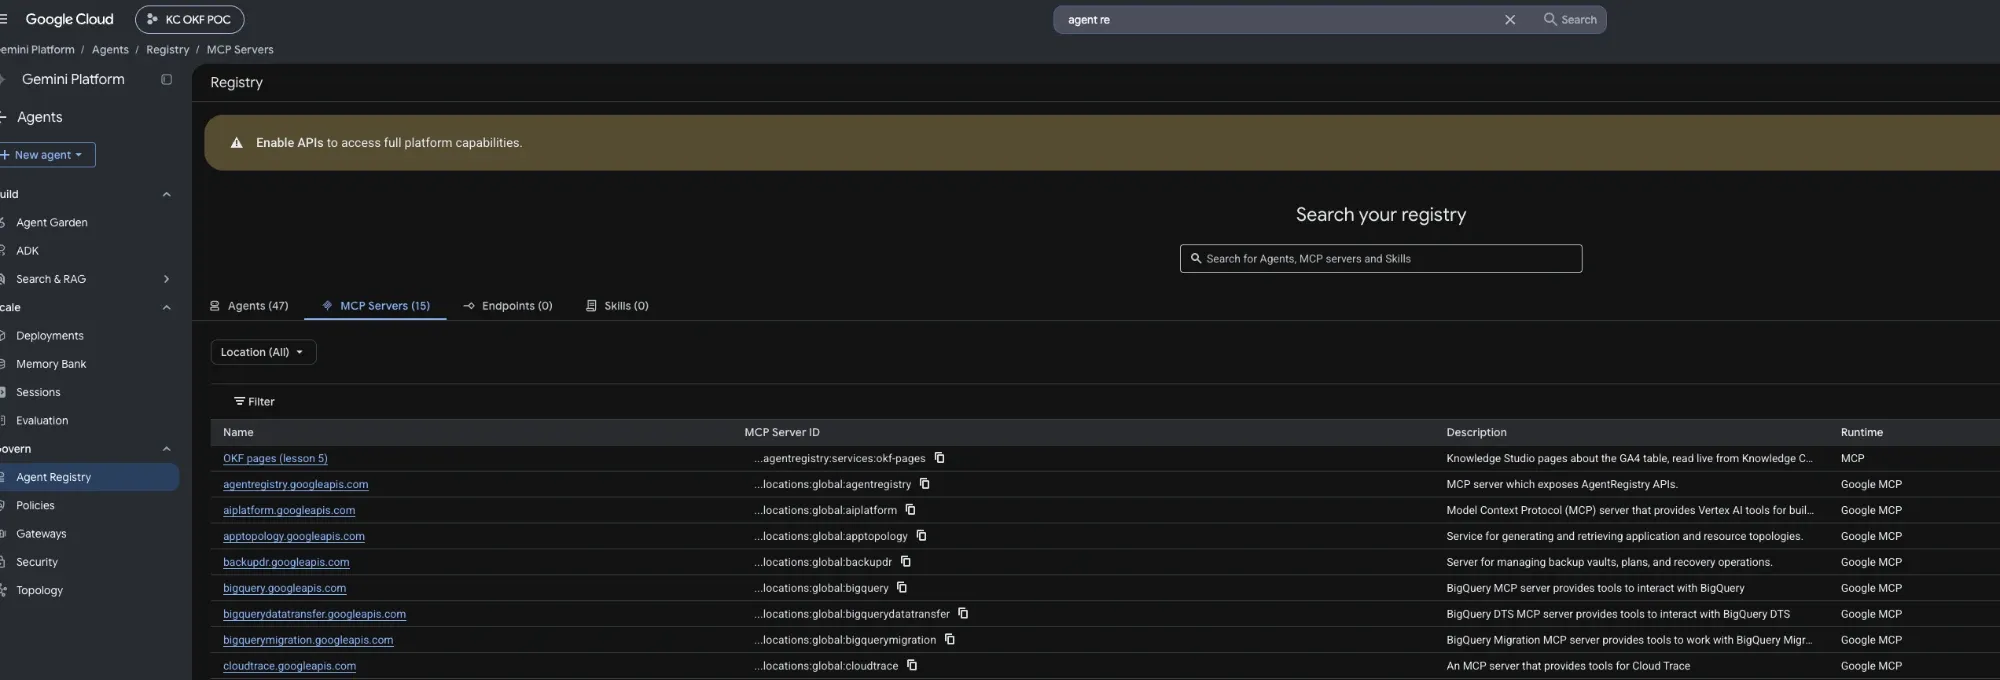 Google Cloud
KC OKF POC
agent re
Search
emini Platform / Agents / Registry / MCP Servers
Gemini Platform
Registry
Agents
Enable APIs to access full platform capabilities.
New agent
uild
Agent Garden
Search your registry
ADK
Search for Agents, MCP servers and Skills
Search & RAG
cale
Agents (47) MCP Servers (15) Endpoints (0) Skills (0)
Deployments
Location (All)
Memory Bank
Sessions
Filter
Evaluation
Name MCP Server ID Description Runtime
overn
OKF pages (lesson 5) ...agentregistry:services:okf-pages Knowledge Studio pages about the GA4 table, read live from Knowledge C... MCP
Agent Registry
agentregistry.googleapis.com ...locations:global:agentregistry MCP server which exposes AgentRegistry APIs. Google MCP
Policies
aiplatform.googleapis.com ...locations:global:aiplatform Model Context Protocol (MCP) server that provides Vertex AI tools for buil... Google MCP
Gateways
apptopology.googleapis.com ...locations:global:apptopology Service for generating and retrieving application and resource topologies. Google MCP
Security
backupdr.googleapis.com ...locations:global:backupdr Server for managing backup vaults, plans, and recovery operations. Google MCP
Topology
bigquery.googleapis.com ...locations:global:bigquery BigQuery MCP server provides tools to interact with BigQuery Google MCP
bigquerydatatransfer.googleapis.com ...locations:global:bigquerydatatransfer BigQuery DTS MCP server provides tools to interact with BigQuery DTS Google MCP
bigquerymigration.googleapis.com ...locations:global:bigquerymigration BigQuery Migration MCP server provides tools to work with BigQuery Migr... Google MCP
cloudtrace.googleapis.com ...locations:global:cloudtrace An MCP server that provides tools for Cloud Trace Google MCP